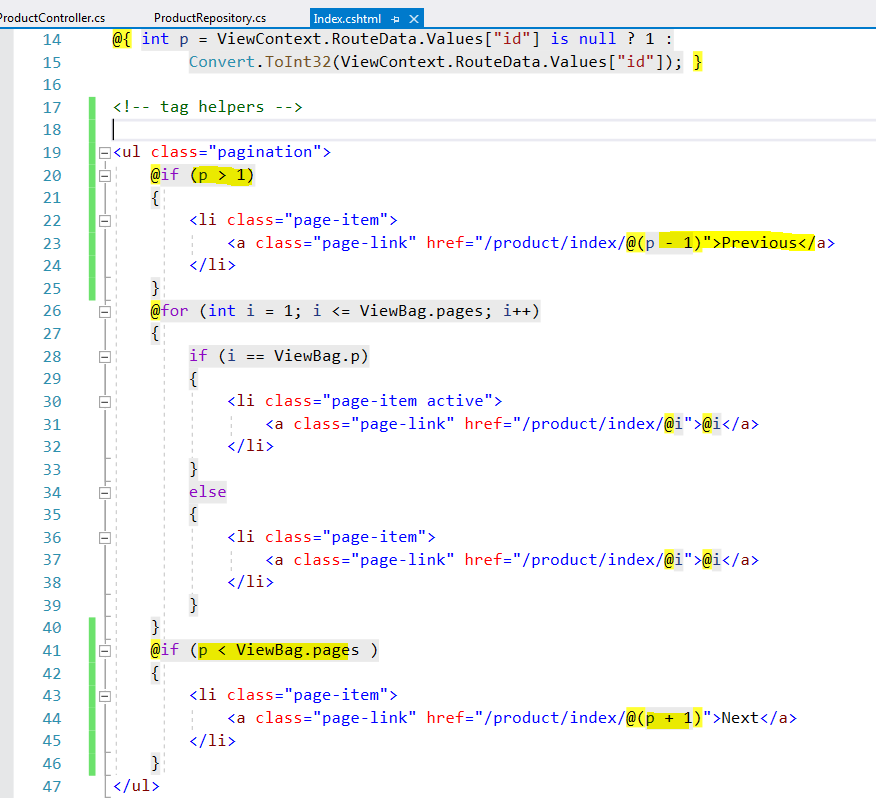 ProductController.cs ProductRepository.cs Index.cshtml
14 @{ int p = ViewContext.RouteData.Values["id"] is null ? 1 :
15 Convert.ToInt32(ViewContext.RouteData.Values["id"]); }
16
17 <!-- tag helpers -->
18
19 <ul class="pagination">
20 @if (p > 1)
21 {
22 <li class="page-item">
23 <a class="page-link" href="/product/index/@(p - 1)">Previous</a>
24 </li>
25 }
26 @for (int i = 1; i <= ViewBag.pages; i++)
27 {
28 if (i == ViewBag.p)
29 {
30 <li class="page-item active">
31 <a class="page-link" href="/product/index/@i">@i</a>
32 </li>
33 }
34 else
35 {
36 <li class="page-item">
37 <a class="page-link" href="/product/index/@i">@i</a>
38 </li>
39 }
40 }
41 @if (p < ViewBag.pages )
42 {
43 <li class="page-item">
44 <a class="page-link" href="/product/index/@(p + 1)">Next</a>
45 </li>
46 }
47 </ul>